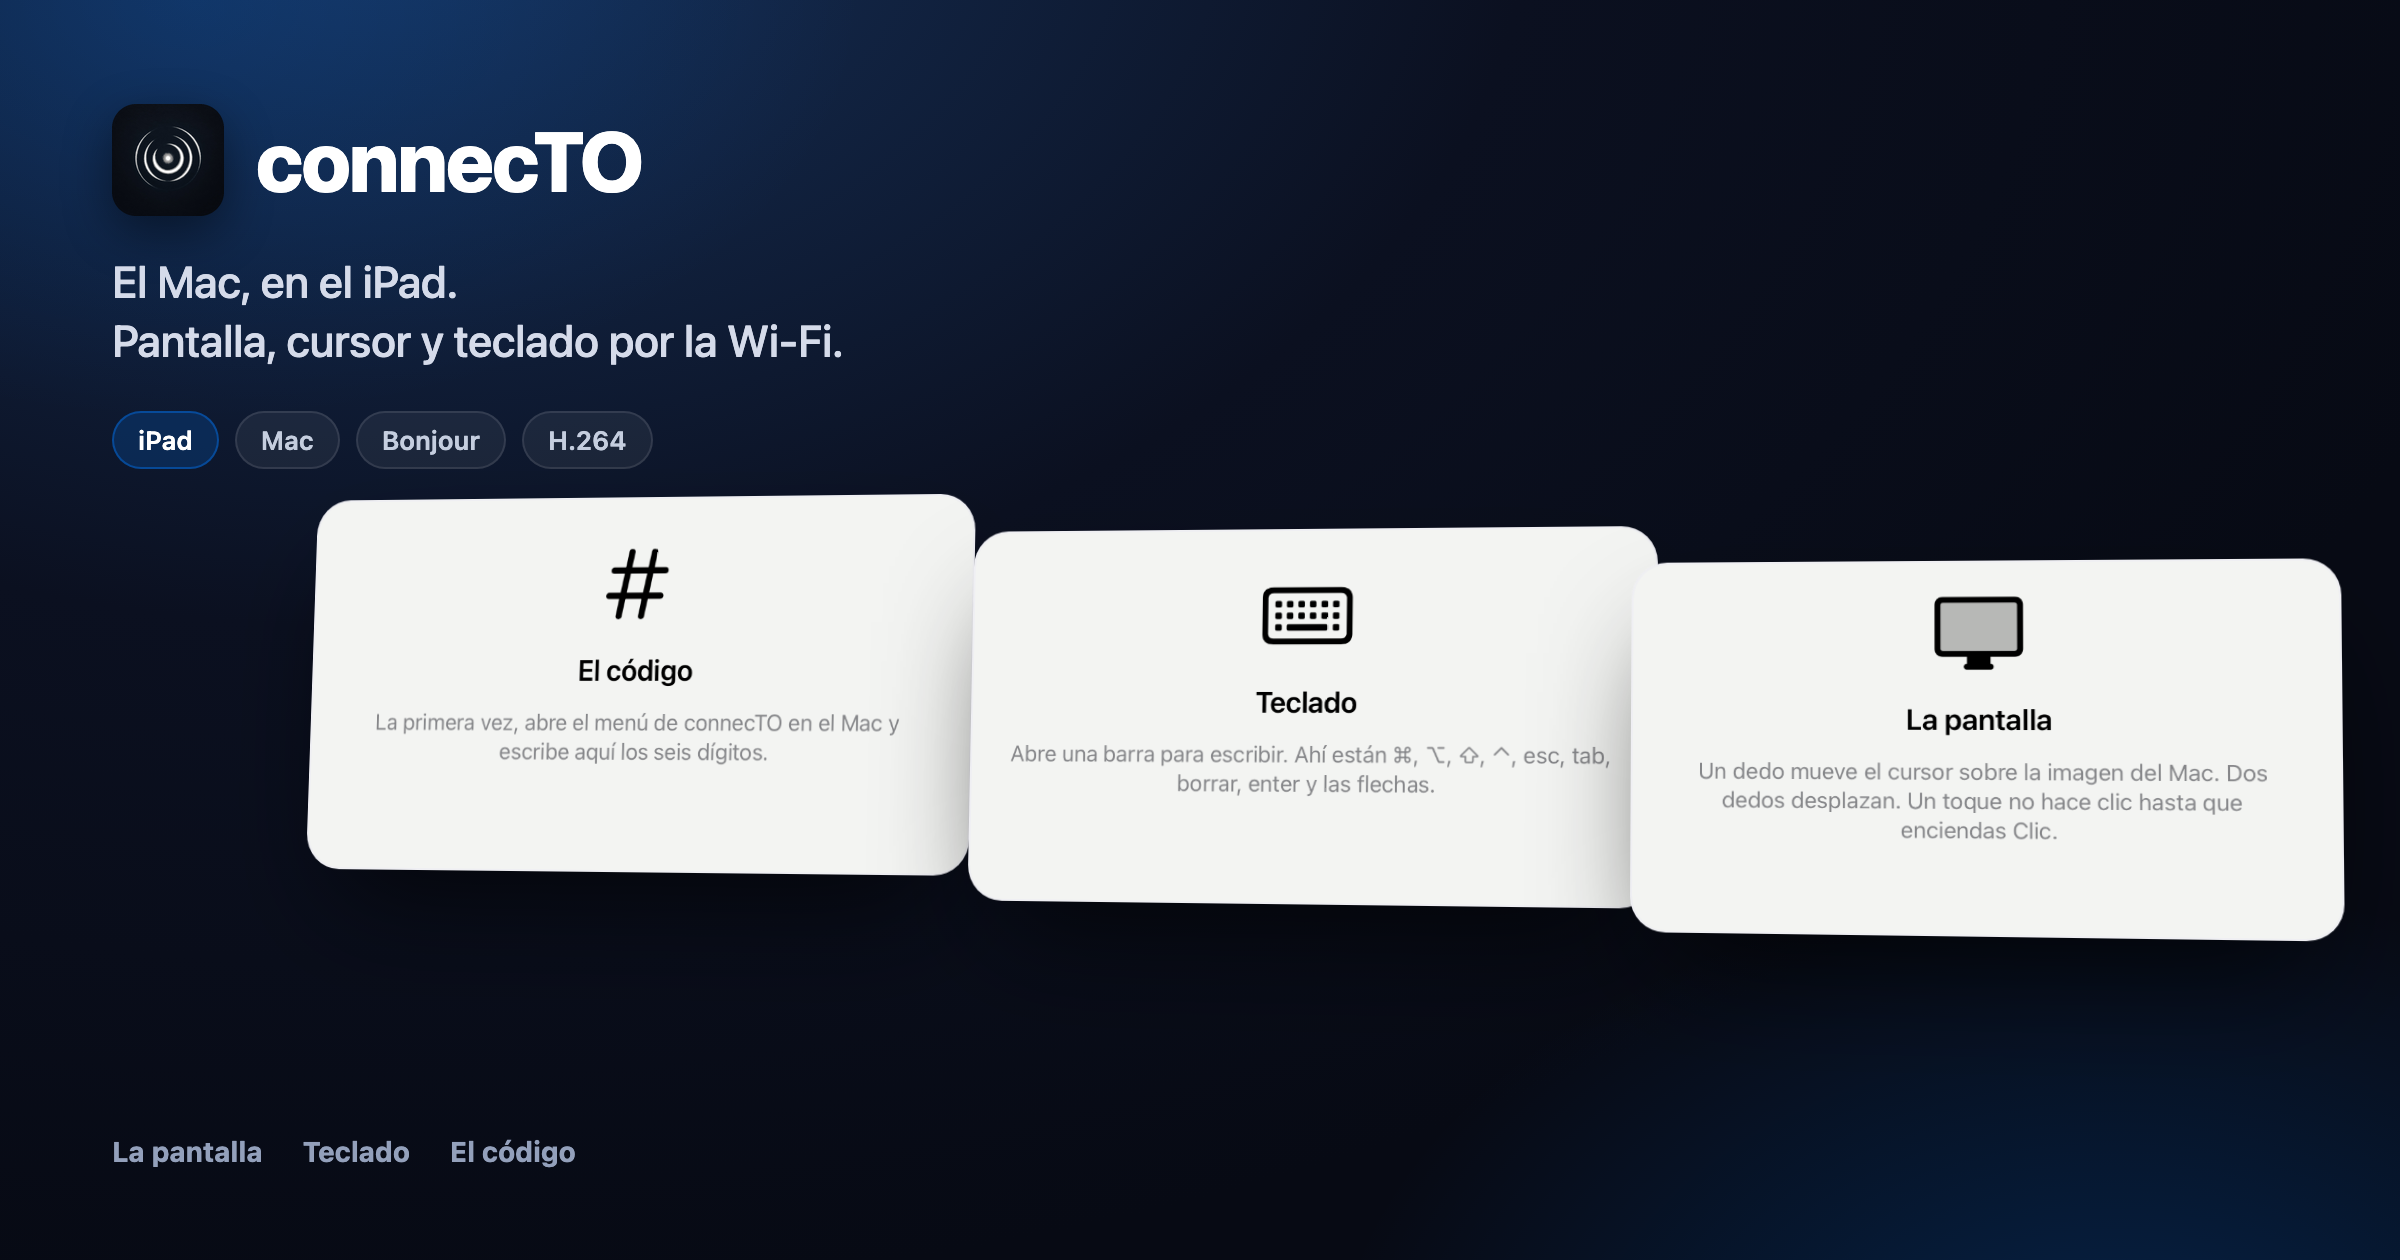 connecTO
El Mac, en el iPad.
Pantalla, cursor y teclado por la Wi-Fi.
iPad
Mac
Bonjour
H.264
#
El código
La primera vez, abre el menú de connecTO en el Mac y
escribe aquí los seis dígitos.
Teclado
Abre una barra para escribir. Ahí están ⌘, ⌥, ⇧, ^, esc, tab,
borrar, enter y las flechas.
La pantalla
Un dedo mueve el cursor sobre la imagen del Mac. Dos
dedos desplazan. Un toque no hace clic hasta que
enciendas Clic.
La pantalla Teclado El código